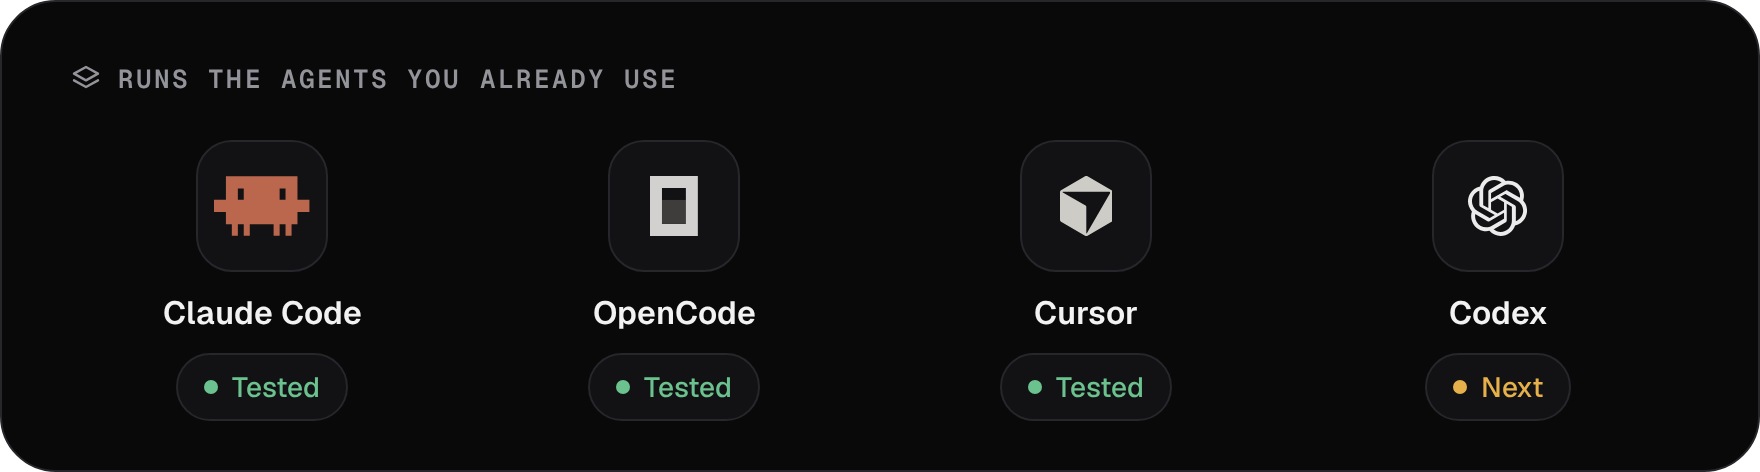 RUNS THE AGENTS YOU ALREADY USE
Claude Code
OpenCode
Cursor
Codex
Tested
Tested
Tested
Next